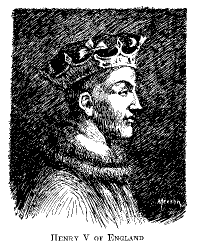 HENRY V OF ENGLAND